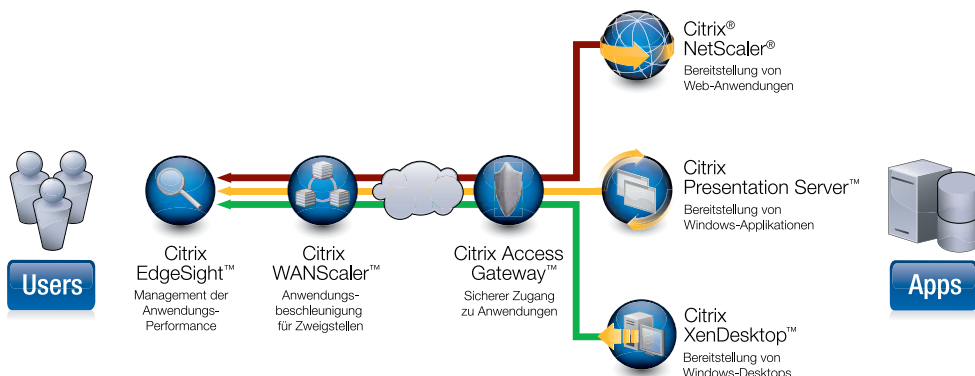 Citrix®
NetScaler®
Bereitstellung von
Web-Anwendungen
Citrix
Presentation Server™
Bereitstellung von
Windows-Applikationen
Citrix
EdgeSight™
Management der
Anwendungs-
Performance
Citrix
WANScaler™
Anwendungs-
beschleunigung
für Zweigstellen
Citrix Access
Gateway™
Sicherer Zugang
zu Anwendungen
Users
Apps
Citrix
XenDesktop™
Bereitstellung von
Windows-Desktops